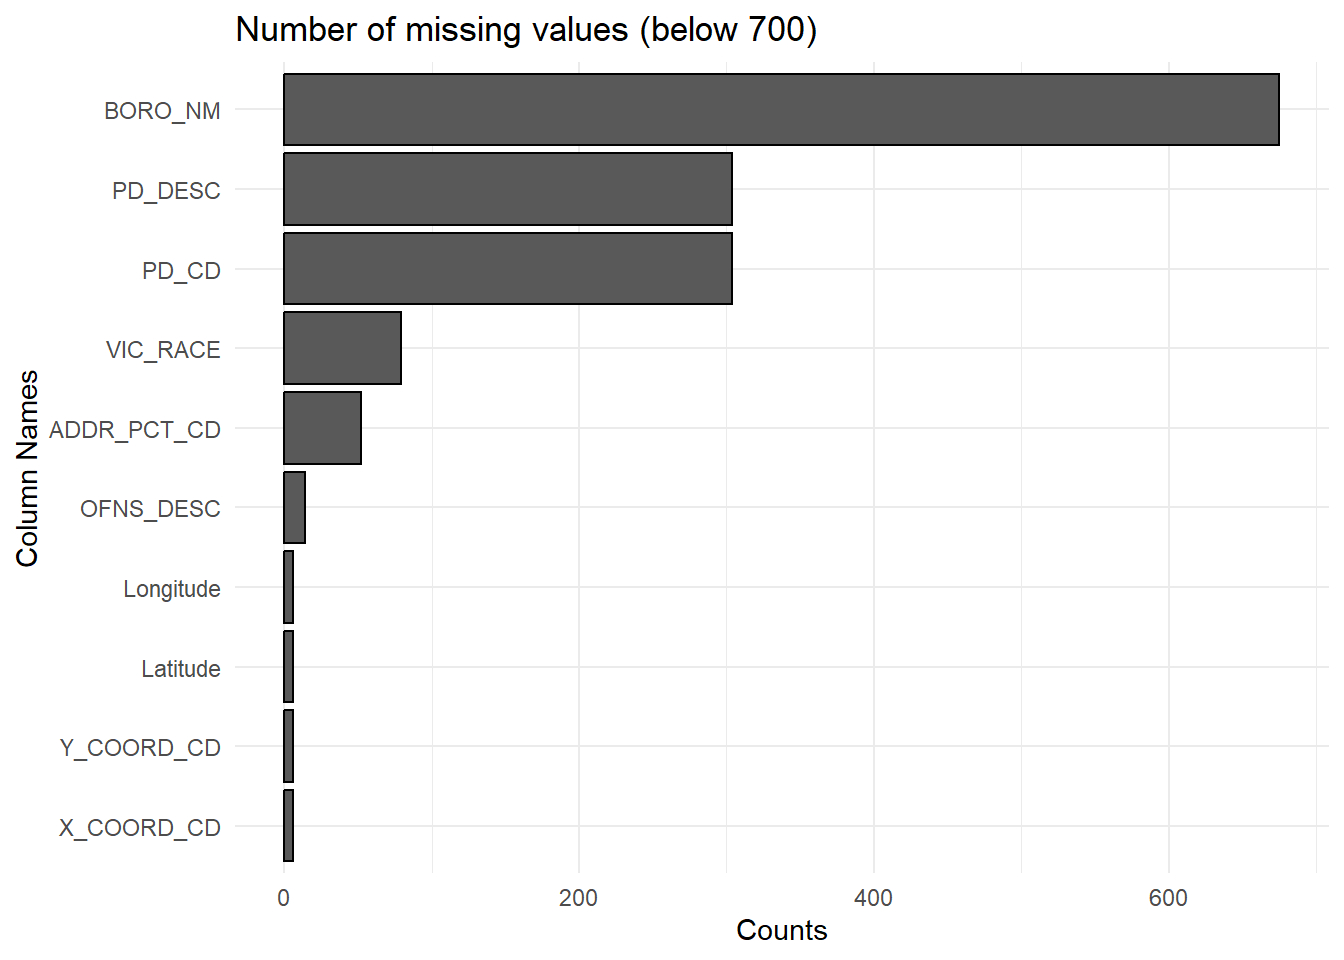 Number of missing values (below 700)
BORO_NM
PD_DESC
PD_CD
VIC_RACE
ADDR_PCT_CD
OFNS_DESC
Longitude
Latitude
Y_COORD_CD
X_COORD_CD
Column Names
0 200 400 600
Counts